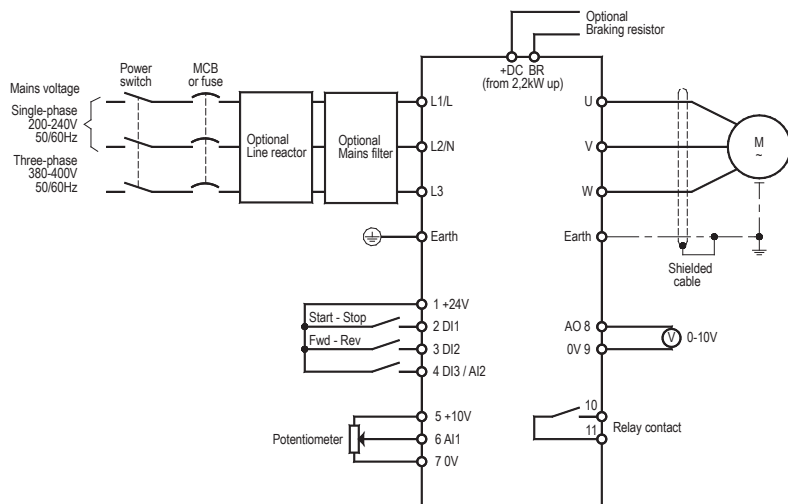 Optional
Braking resistor
+DC BR
(from 2,2kW up)
Mains voltage
Power
switch
MCB
or fuse
Single-phase
200-240V
50/60Hz
Three-phase
380-400V
50/60Hz
Optional
Line reactor
Optional
Mains filter
L1/L
L2/N
L3
Earth
U
V
W
Earth
M
~
Shielded
cable
1 +24V
Start - Stop
2 DI1
Fwd - Rev
3 DI2
4 DI3 / AI2
AO 8
0V 9
V
0-10V
Potentiometer
5 +10V
6 AI1
7 0V
10
11
Relay contact